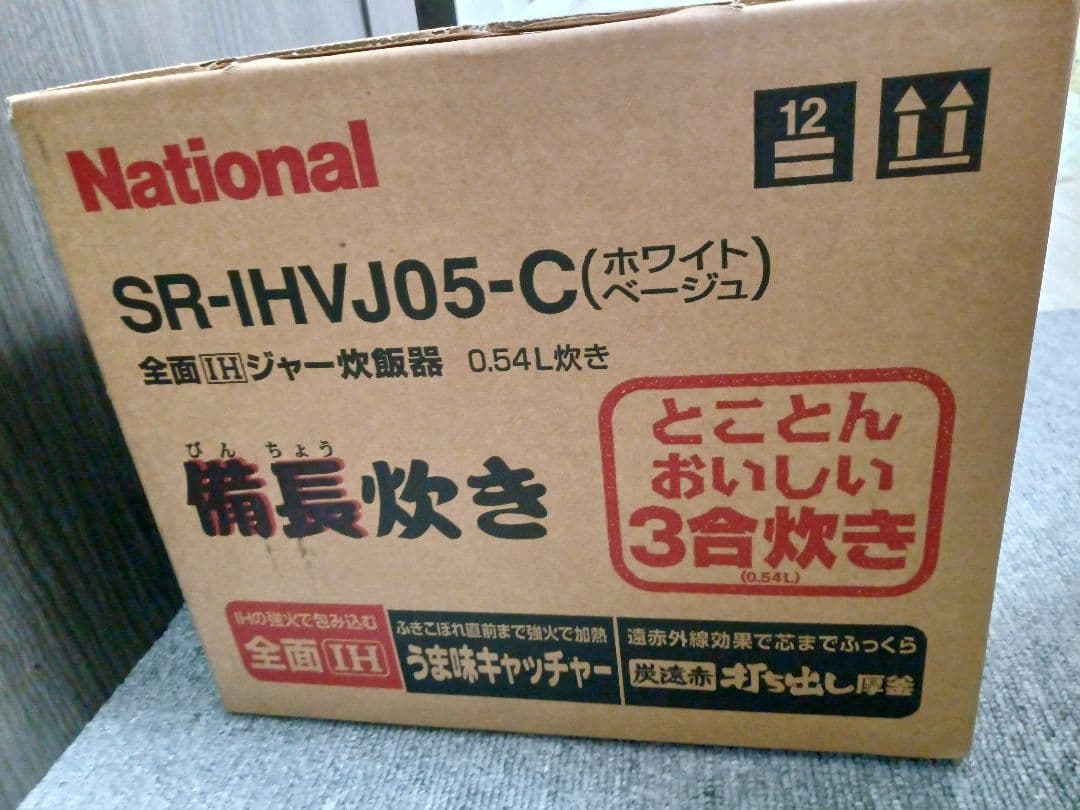 National
12
SR-IHVJ05-C(ホワイトベージュ)
全面IHジャー炊飯器 0.54L炊き
びんちょう
備長炊き
とことん
おいしい
3合炊き
(0.54L)
IHの強火で包み込む
全面IH
ふきこぼれ直前まで強火で加熱
うま味キャッチャー
遠赤外線効果で芯までふっくら
炭遠赤打ち出し厚釜